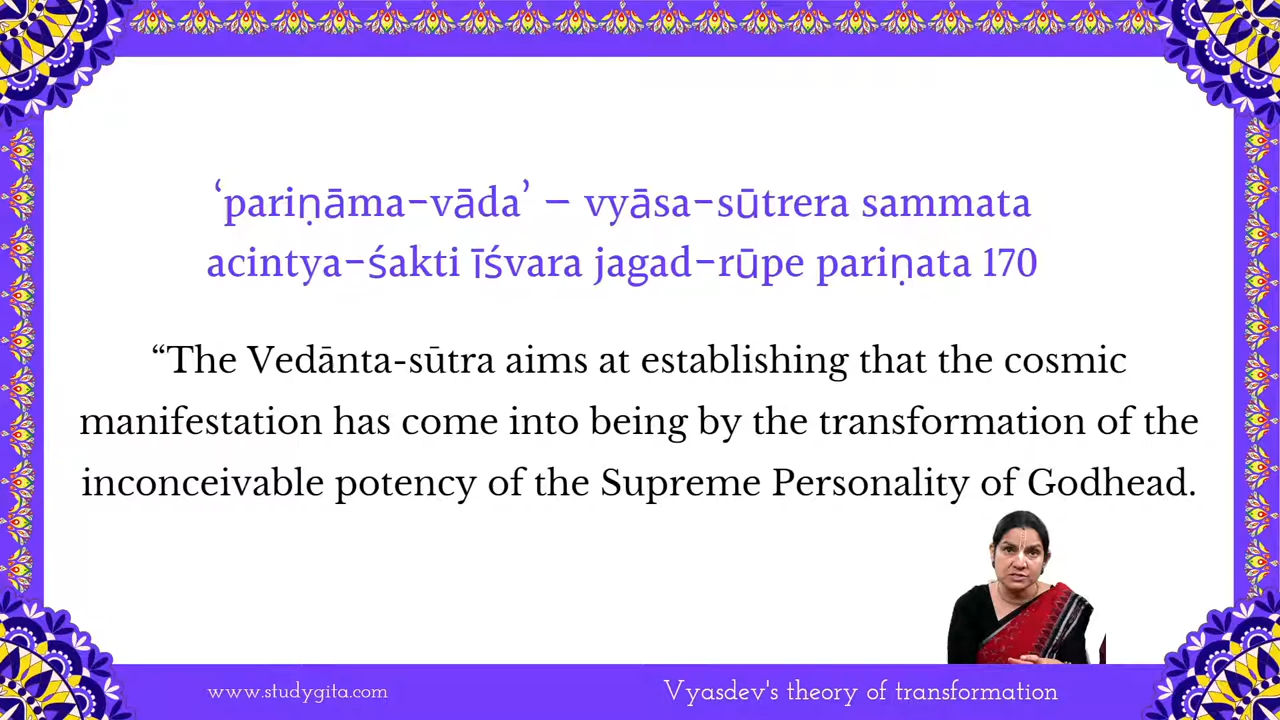 ‘pariṇāma-vāda’ – vyāsa-sūtrera sammata
acintya-śakti īśvara jagad-rūpe pariṇata 170
“The Vedānta-sūtra aims at establishing that the cosmic
manifestation has come into being by the transformation of the
inconceivable potency of the Supreme Personality of Godhead.
www.studygita.com
Vyasdev's theory of transformation